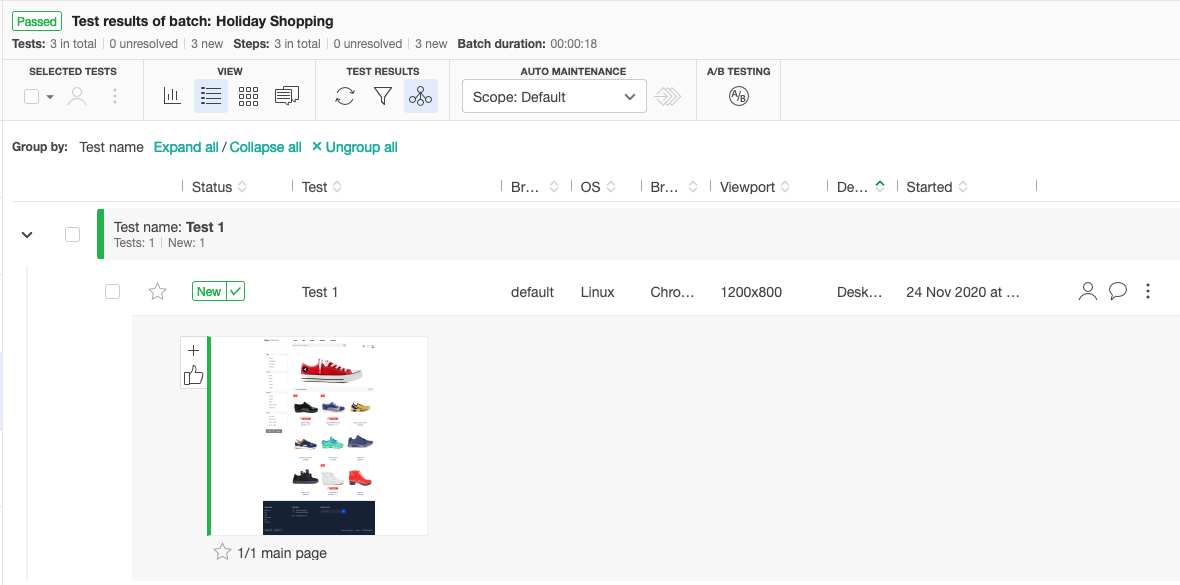 Passed Test results of batch: Holiday Shopping
Tests: 3 in total 0 unresolved 3 new Steps: 3 in total 0 unresolved 3 new Batch duration: 00:00:18
SELECTED TESTS VIEW TEST RESULTS AUTO MAINTENANCE A/B TESTING
Scope: Default A/B
Group by: Test name Expand all / Collapse all × Ungroup all
Status Test Br... OS Br... Viewport De... Started
Test name: Test 1
Tests: 1 New: 1
New Test 1 default Linux Chro... 1200x800 Desk... 24 Nov 2020 at ...
1/1 main page